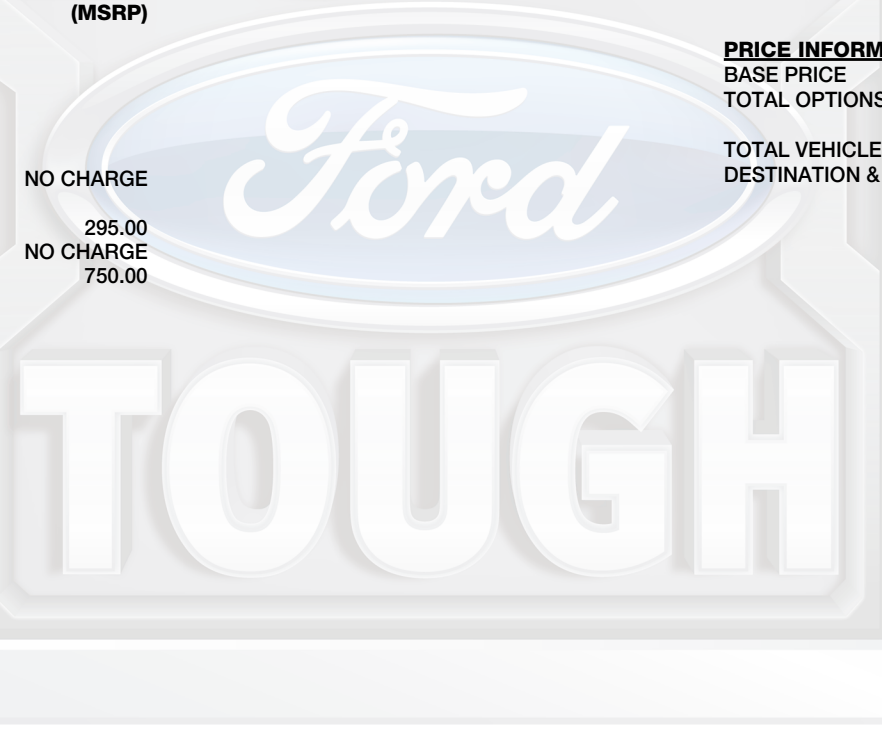 (MSRP)
NO CHARGE
295.00
NO CHARGE
750.00
PRICE INFORM
BASE PRICE
TOTAL OPTIONS
TOTAL VEHICLE
DESTINATION &
Ford
TOUGH